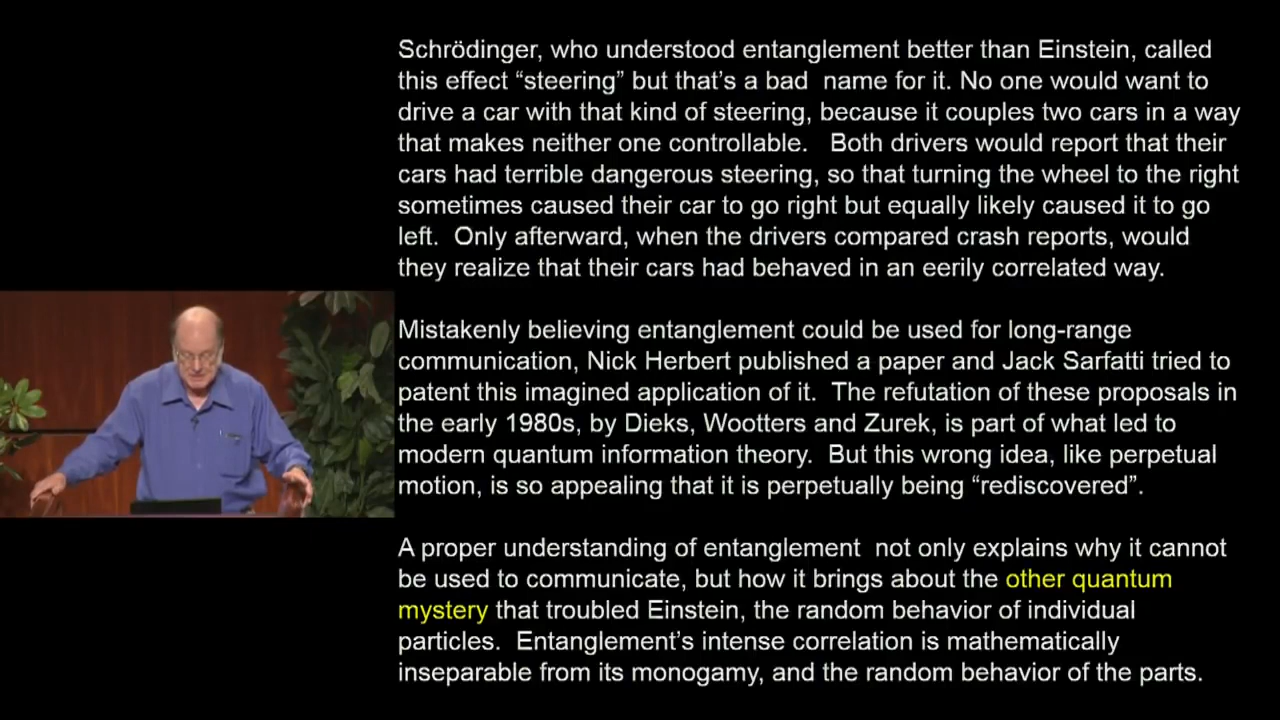 Schrödinger, who understood entanglement better than Einstein, called
this effect “steering” but that’s a bad  name for it. No one would want to
drive a car with that kind of steering, because it couples two cars in a way
that makes neither one controllable.   Both drivers would report that their
cars had terrible dangerous steering, so that turning the wheel to the right
sometimes caused their car to go right but equally likely caused it to go
left.  Only afterward, when the drivers compared crash reports, would
they realize that their cars had behaved in an eerily correlated way.
Mistakenly believing entanglement could be used for long-range
communication, Nick Herbert published a paper and Jack Sarfatti tried to
patent this imagined application of it.  The refutation of these proposals in
the early 1980s, by Dieks, Wootters and Zurek, is part of what led to
modern quantum information theory.  But this wrong idea, like perpetual
motion, is so appealing that it is perpetually being “rediscovered”.
A proper understanding of entanglement  not only explains why it cannot
be used to communicate, but how it brings about the other quantum
mystery that troubled Einstein, the random behavior of individual
particles.  Entanglement’s intense correlation is mathematically
inseparable from its monogamy, and the random behavior of the parts.